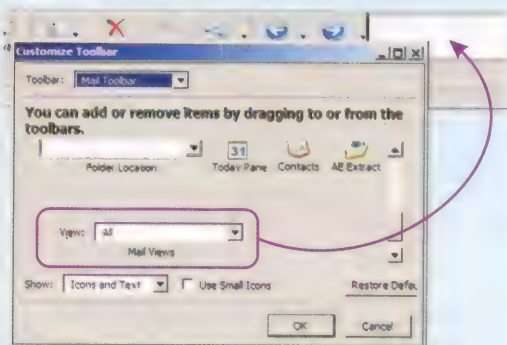 Customize Toolbar
Toolbar: Mail Toolbar
You can add or remove items by dragging to or from the
toolbars.
31
Folder Location Today Pane Contacts AE Extract
View: All
Mail Views
Show: Icons and Text Use Small Icons Restore Defau
OK Cancel